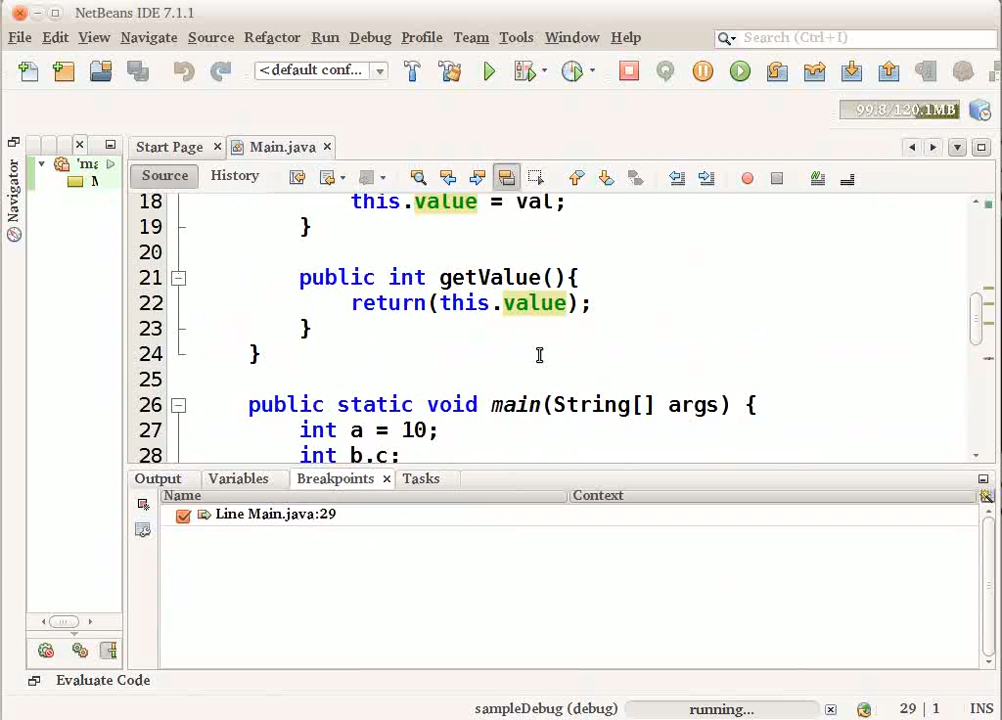 NetBeans IDE 7.1.1
File Edit View Navigate Source Refactor Run Debug Profile Team Tools Window Help
Search (Ctrl+I)
<default conf...
99.8/120.1MB
Navigator
'ma
Start Page
Main.java
Source History
18 this.value = val;
19 }
20
21 public int getValue(){
22 return(this.value);
23 }
24 }
25
26 public static void main(String[] args) {
27 int a = 10;
28 int b,c;
Output Variables Breakpoints Tasks
Name Context
Line Main.java:29
Evaluate Code
sampleDebug (debug) running... 29 | 1 INS